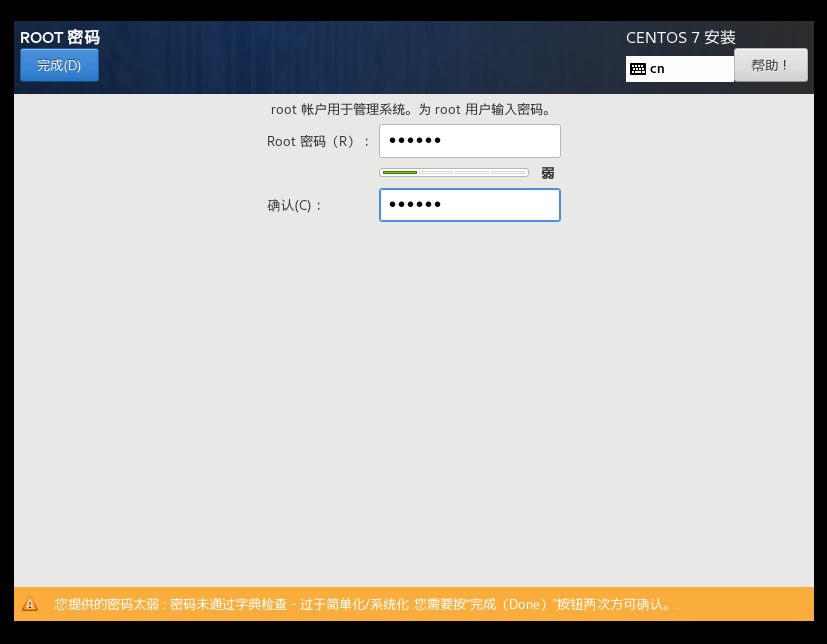 ROOT 密码
CENTOS 7 安装
完成(D)
cn
帮助！
root 帐户用于管理系统。为 root 用户输入密码。
Root 密码（R）：
●●●●●●
弱
确认(C)：
●●●●●●
您提供的密码太弱 : 密码未通过字典检查 - 过于简单化/系统化 您需要按“完成（Done）”按钮两次方可确认。.